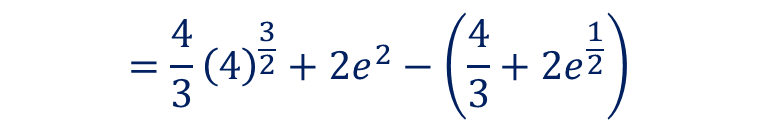 = 4/3 (4)^(3/2) + 2e^2 − (4/3 + 2e^(1/2))